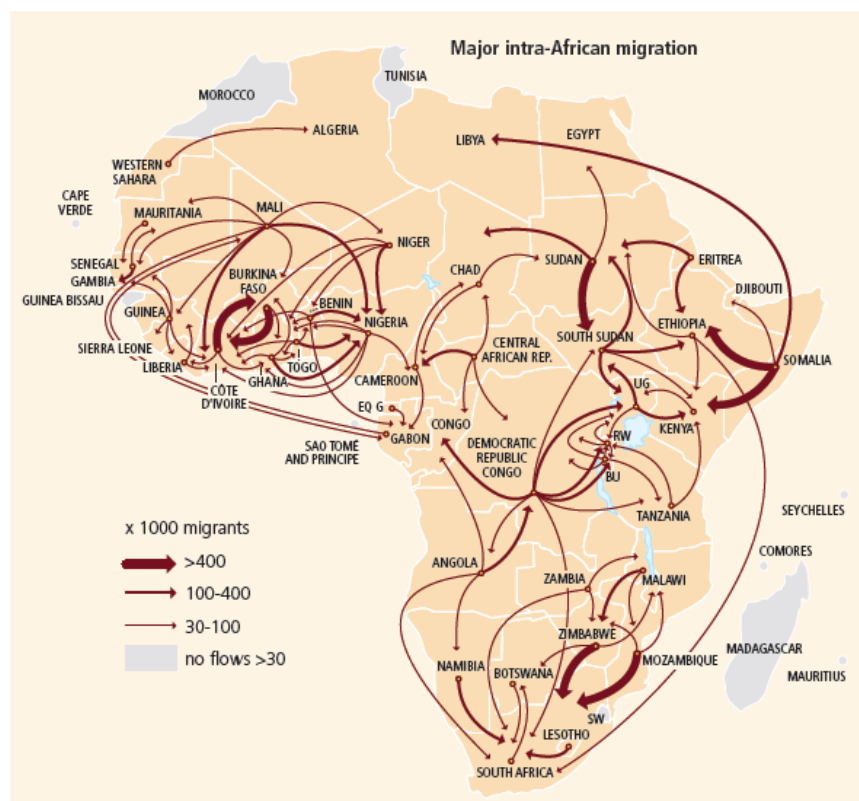 Major intra-African migration
TUNISIA
MOROCCO
ALGERIA
LIBYA
EGYPT
WESTERN
SAHARA
CAPE
VERDE
MAURITANIA
MALI
NIGER
SENEGAL
GAMBIA
GUINEA BISSAU
BURKINA
FASO
CHAD
SUDAN
ERITREA
DJIBOUTI
GUINEA
BENIN
NIGERIA
ETHIOPIA
SIERRA LEONE
LIBERIA
CÔTE
D'IVOIRE
GHANA
TOGO
CAMEROON
CENTRAL
AFRICAN REP.
SOUTH SUDAN
SOMALIA
EQ G
UG
KENYA
SAO TOMÉ
AND PRINCIPE
GABON
CONGO
DEMOCRATIC
REPUBLIC
CONGO
RW
BU
TANZANIA
SEYCHELLES
COMORES
x 1000 migrants
>400
100-400
30-100
no flows >30
ANGOLA
ZAMBIA
MALAWI
ZIMBABWE
MOZAMBIQUE
MADAGASCAR
MAURITIUS
NAMIBIA
BOTSWANA
SW
LESOTHO
SOUTH AFRICA